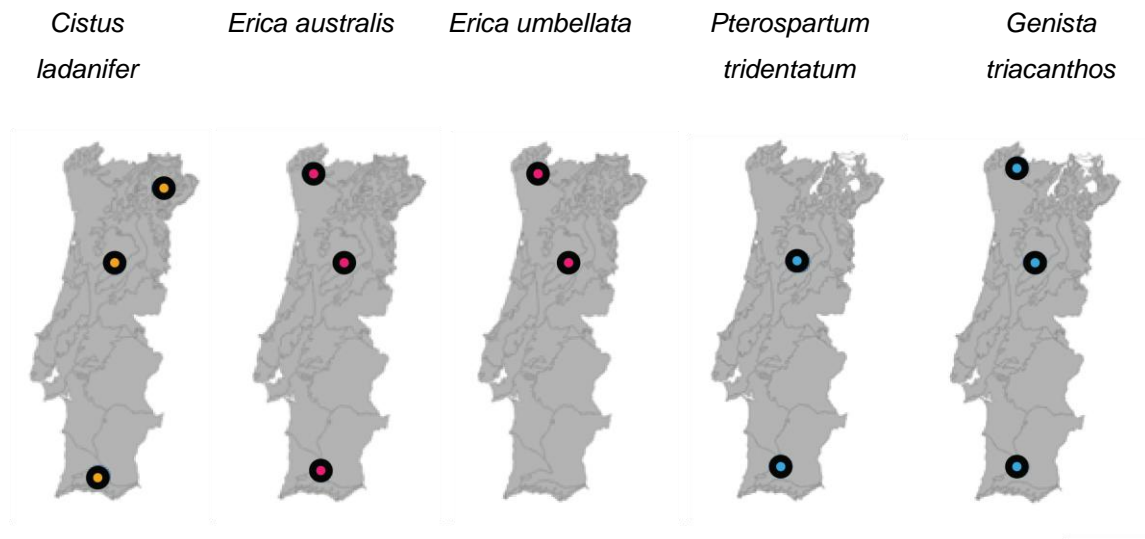 Cistus ladanifer
Erica australis
Erica umbellata
Pterospartum tridentatum
Genista triacanthos